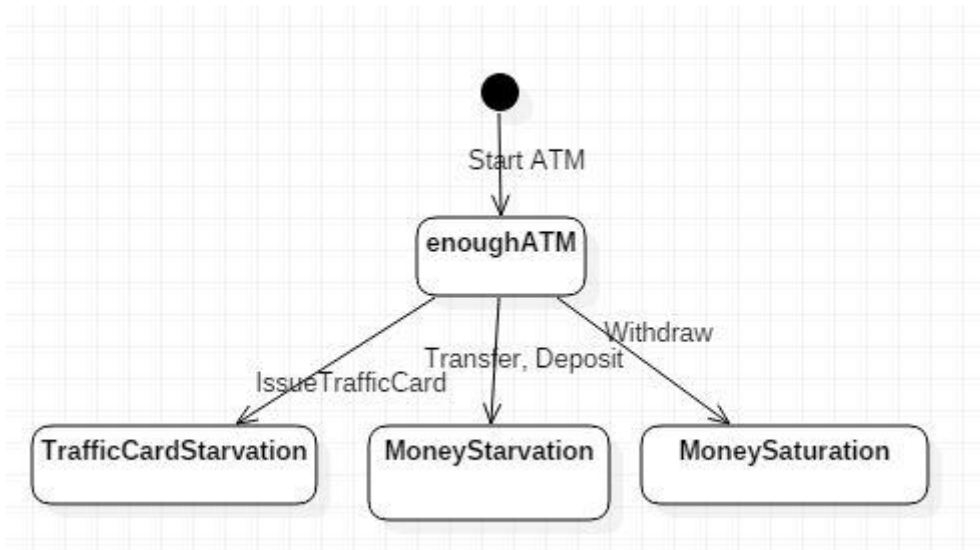 Start ATM
enoughATM
Withdraw
Transfer, Deposit
IssueTrafficCard
TrafficCardStarvation
MoneyStarvation
MoneySaturation